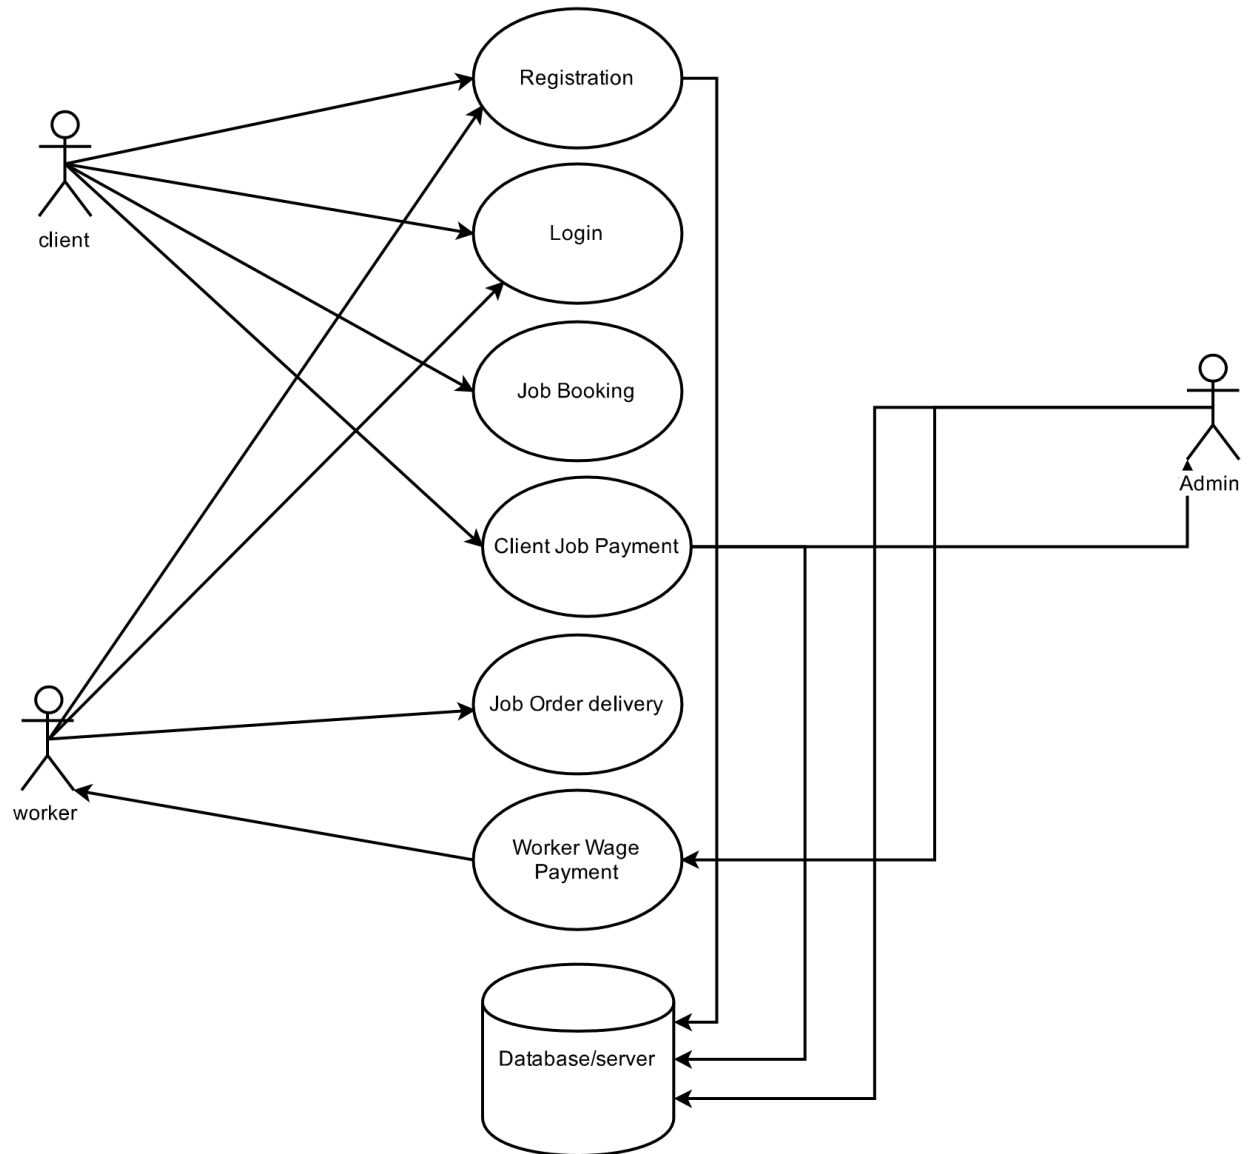 Registration
client
Login
Job Booking
Admin
Client Job Payment
Job Order delivery
worker
Worker Wage
Payment
Database/server